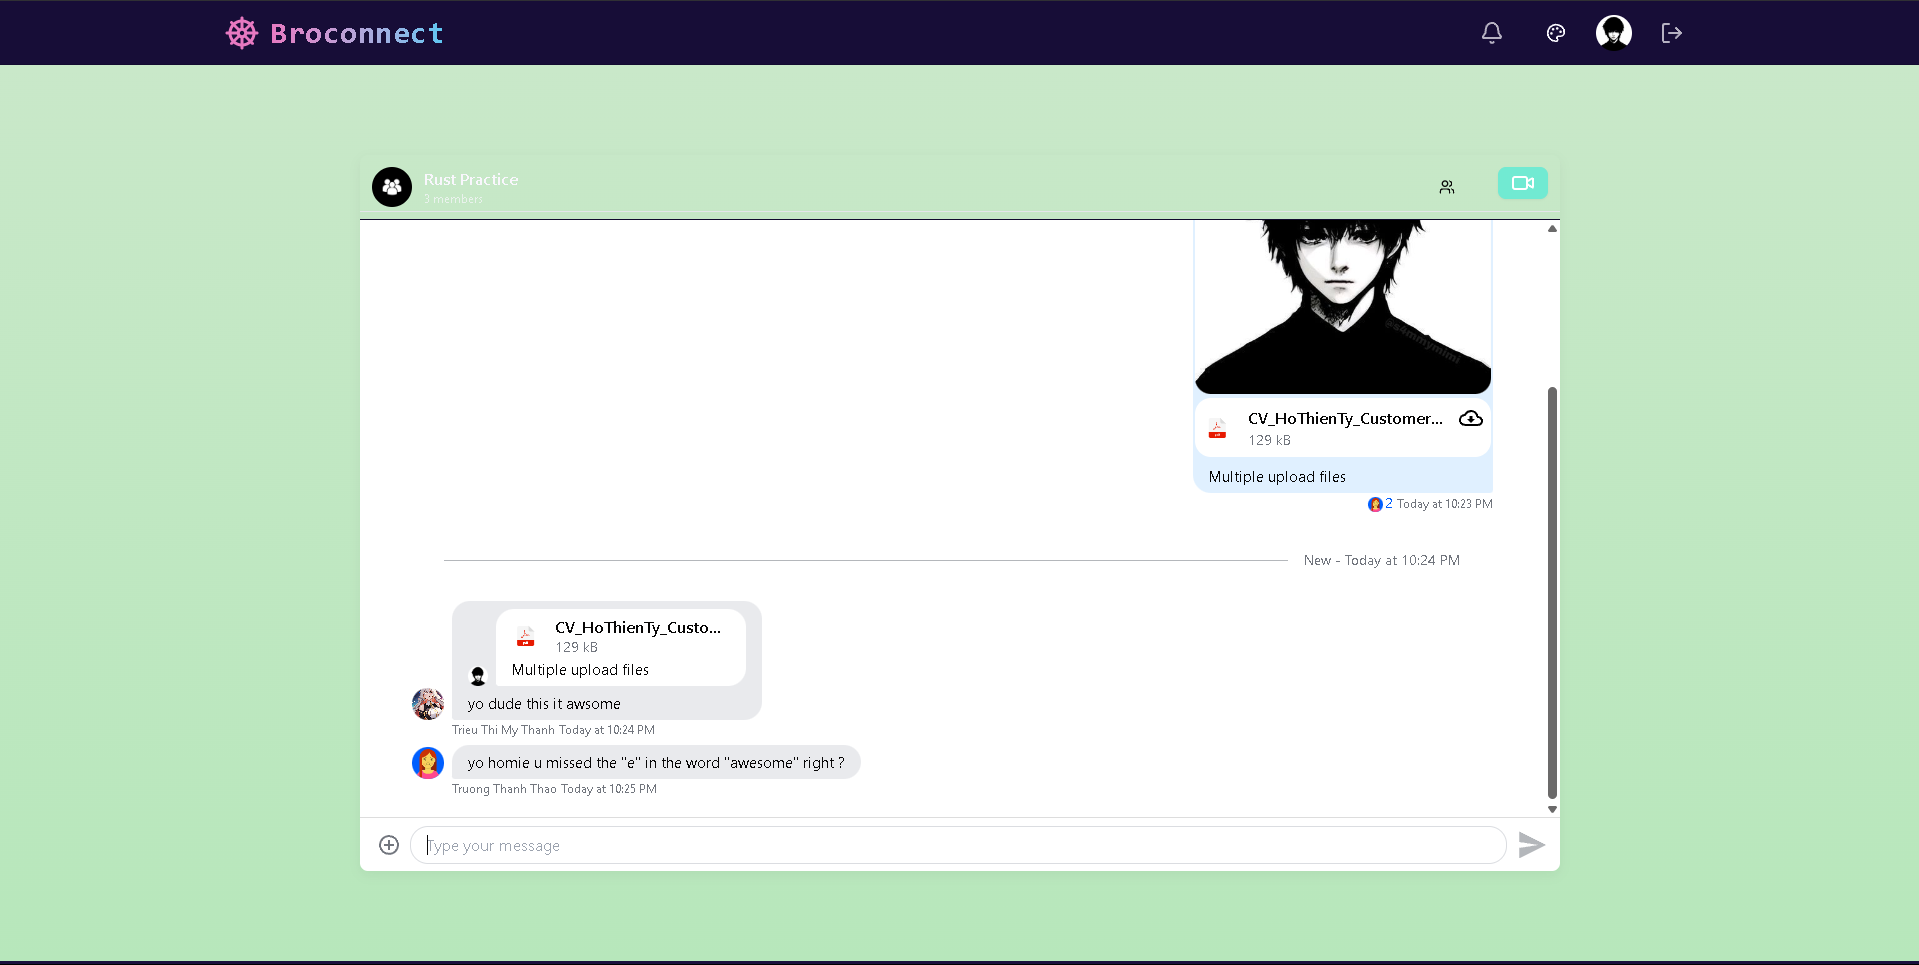 Broconnect
Rust Practice
3 members
CV_HoThienTy_Customer...
129 kB
Multiple upload files
2 Today at 10:23 PM
New - Today at 10:24 PM
CV_HoThienTy_Custo...
129 kB
Multiple upload files
yo dude this it awsome
Trieu Thi My Thanh Today at 10:24 PM
yo homie u missed the "e" in the word "awesome" right ?
Truong Thanh Thao Today at 10:25 PM
Type your message